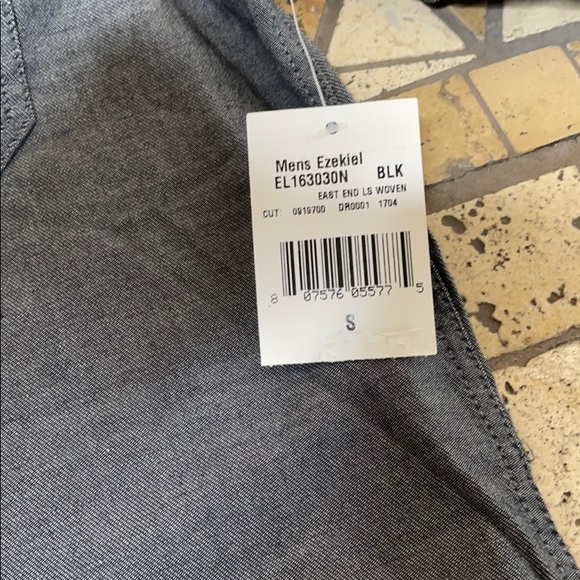 Mens Ezekiel
EL163030N BLK
EAST END LS WOVEN
CUT: 0919700 DR0001 1704
8 07576 05577 5
S